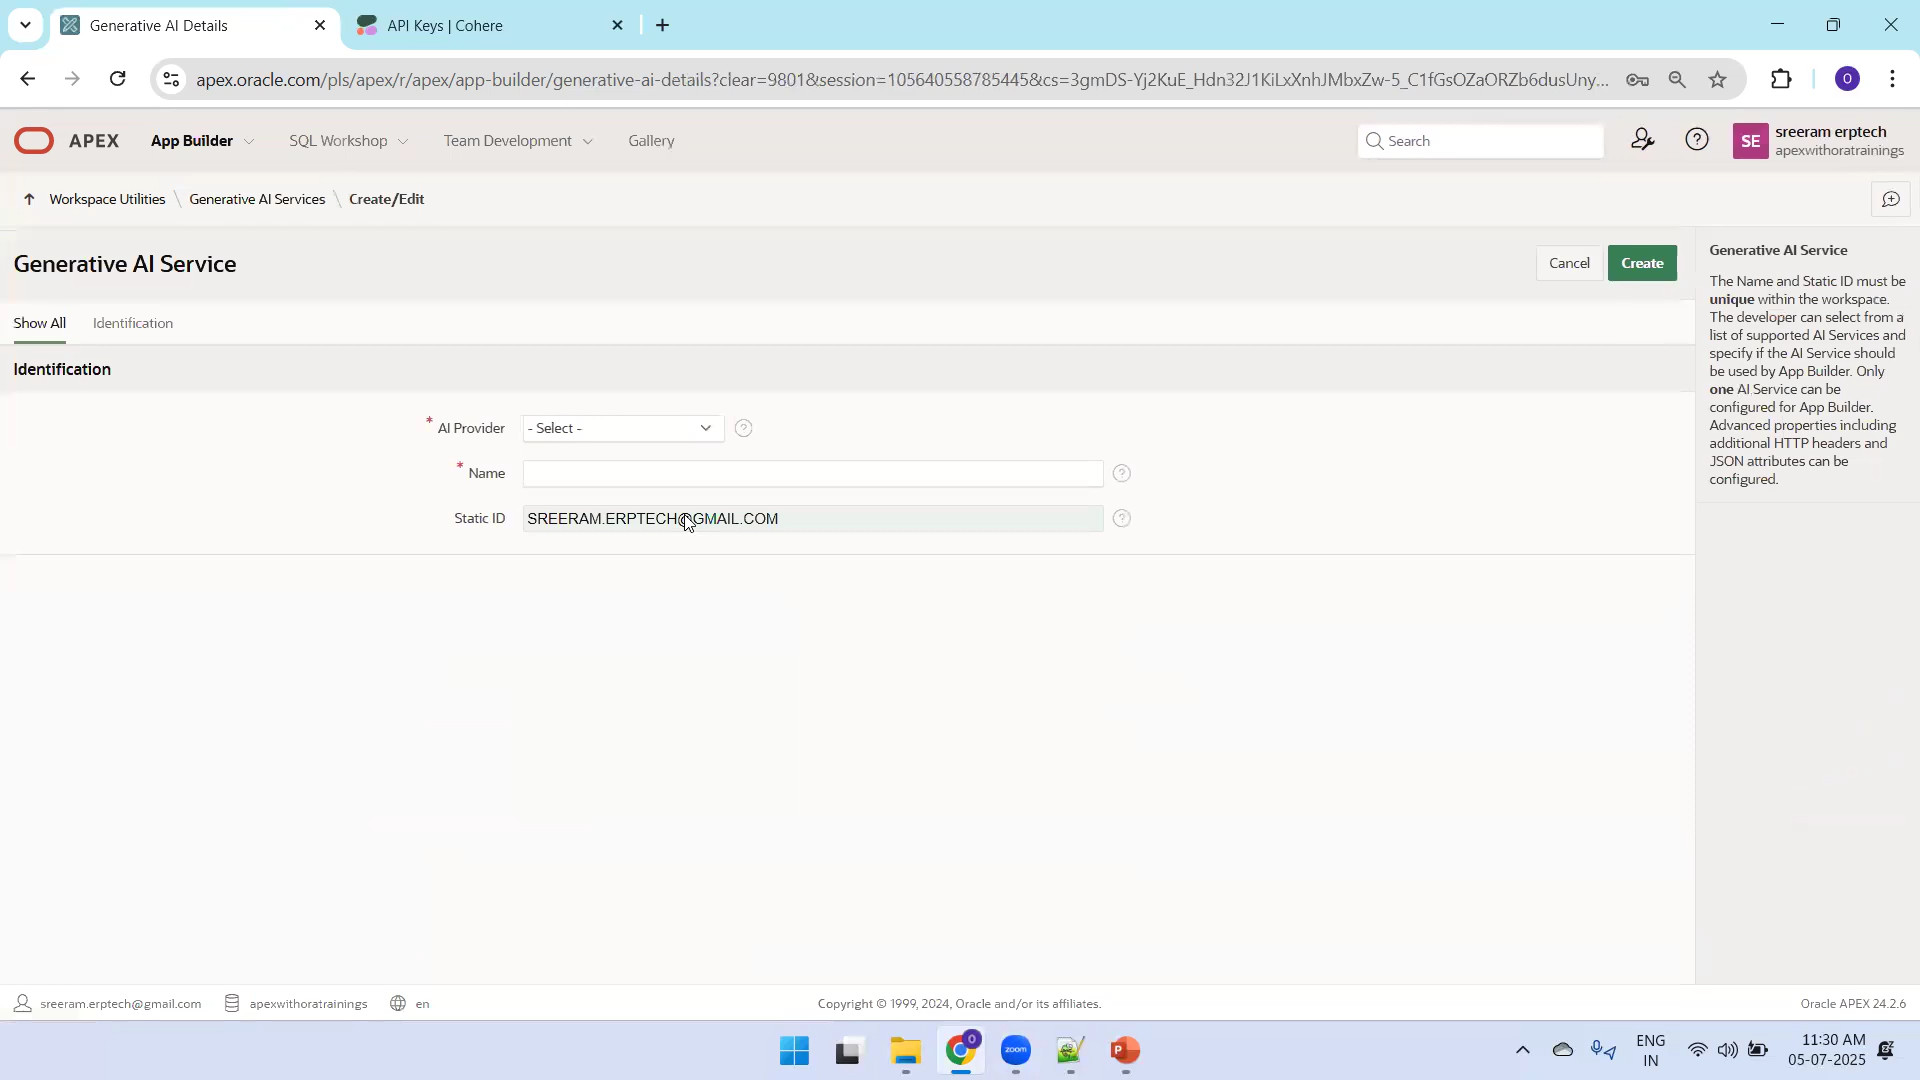 Generative AI Details
API Keys | Cohere
apex.oracle.com/pls/apex/r/apex/app-builder/generative-ai-details?clear=9801&session=105640558785445&cs=3gmDS-Yj2KuE_Hdn32J1KiLxXnhJMbxZw-5_C1fGsOZaORZb6dusUny...
O
APEX
App Builder
SQL Workshop
Team Development
Gallery
Search
SE
sreeram erptech
apexwithoratrainings
Workspace Utilities \ Generative AI Services \ Create/Edit
Generative AI Service
Cancel
Create
Show All
Identification
Identification
* AI Provider
- Select -
* Name
Static ID
SREERAM.ERPTECH@GMAIL.COM
Generative AI Service
The Name and Static ID must be
unique within the workspace.
The developer can select from a
list of supported AI Services and
specify if the AI Service should
be used by App Builder. Only
one AI Service can be
configured for App Builder.
Advanced properties including
additional HTTP headers and
JSON attributes can be
configured.
sreeram.erptech@gmail.com
apexwithoratrainings
en
Copyright © 1999, 2024, Oracle and/or its affiliates.
Oracle APEX 24.2.6
zoom
ENG
IN
11:30 AM
05-07-2025